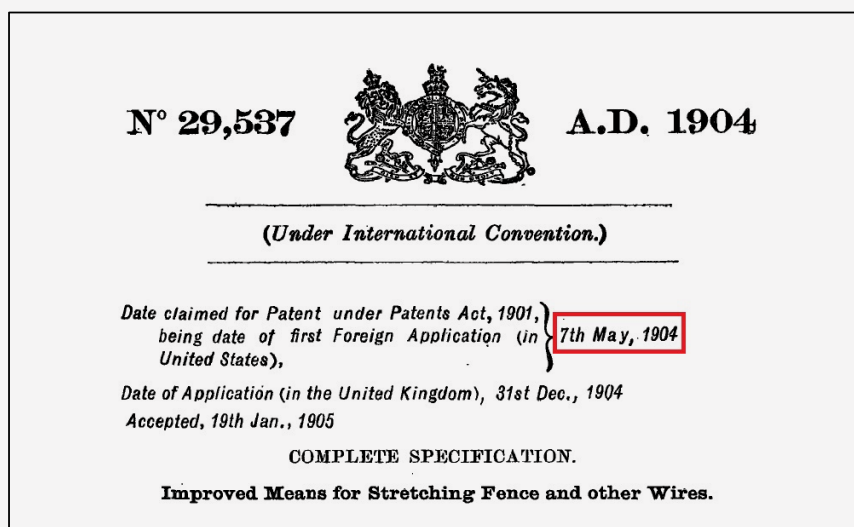 Nº 29,537
A.D. 1904
(Under International Convention.)
Date claimed for Patent under Patents Act, 1901,
being date of first Foreign Application (in
United States),
7th May, 1904
Date of Application (in the United Kingdom), 31st Dec., 1904
Accepted, 19th Jan., 1905
COMPLETE SPECIFICATION.
Improved Means for Stretching Fence and other Wires.